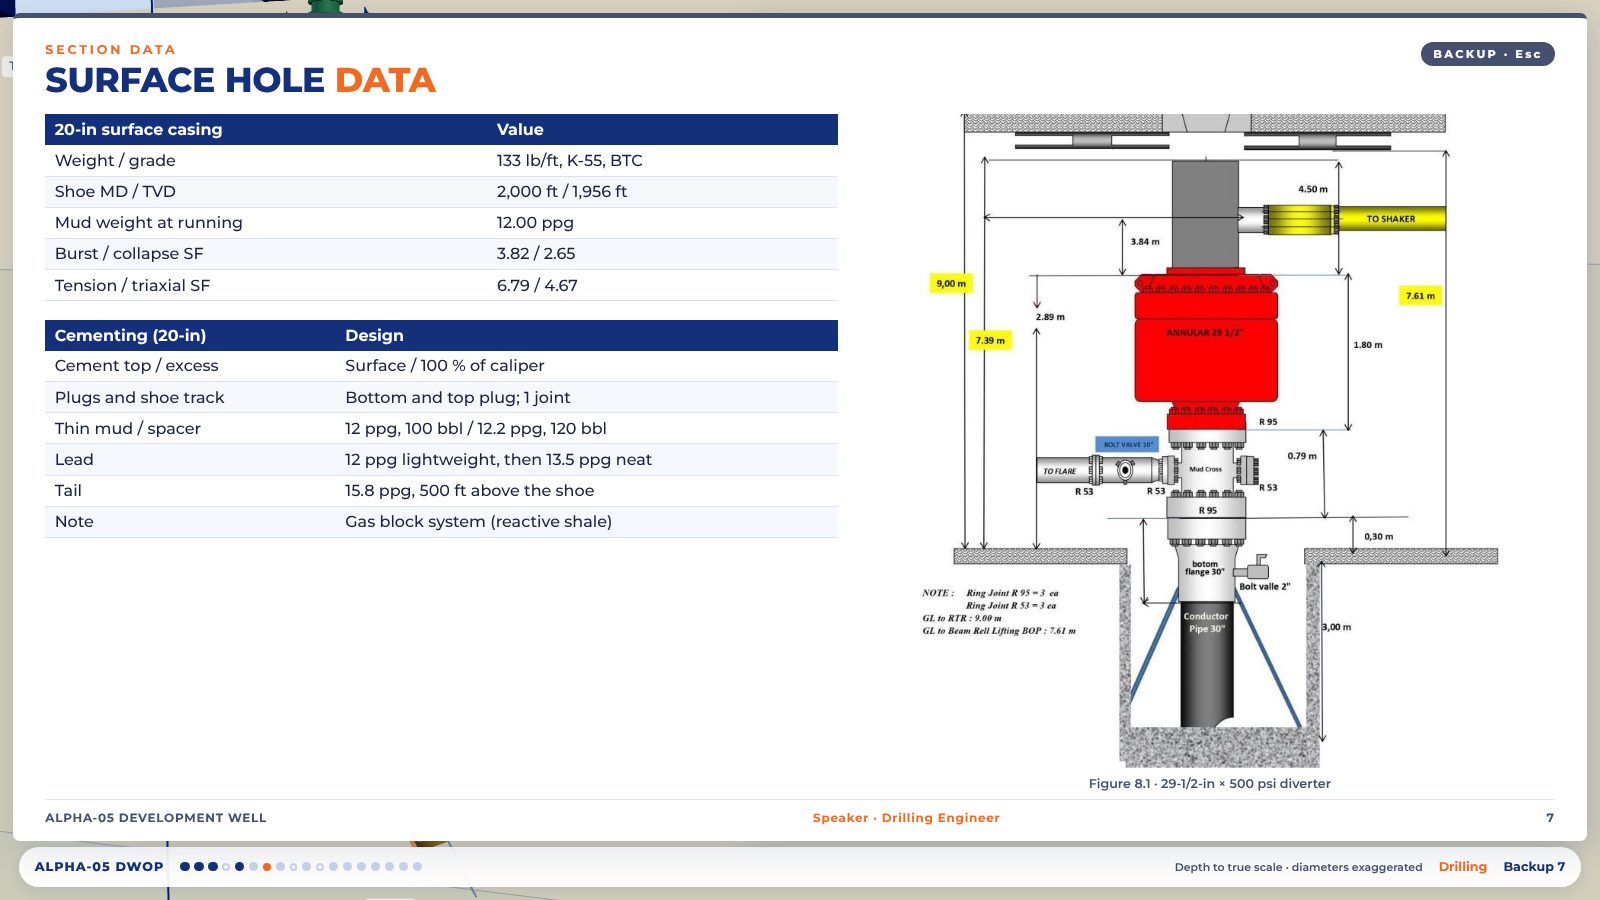 SECTION DATA
SURFACE HOLE DATA
BACKUP · Esc
20-in surface casing Value
Weight / grade 133 lb/ft, K-55, BTC
Shoe MD / TVD 2,000 ft / 1,956 ft
Mud weight at running 12.00 ppg
Burst / collapse SF 3.82 / 2.65
Tension / triaxial SF 6.79 / 4.67
Cementing (20-in) Design
Cement top / excess Surface / 100 % of caliper
Plugs and shoe track Bottom and top plug; 1 joint
Thin mud / spacer 12 ppg, 100 bbl / 12.2 ppg, 120 bbl
Lead 12 ppg lightweight, then 13.5 ppg neat
Tail 15.8 ppg, 500 ft above the shoe
Note Gas block system (reactive shale)
4.50 m
TO SHAKER
3.84 m
9,00 m
7.61 m
2.89 m
ANNULAR 29 1/2"
7.39 m
1.80 m
R 95
BOLT VALVE 10"
0.79 m
TO FLARE
Mud Cross
R 53
R 53
R 53
R 95
0,30 m
botom
flange 30"
Bolt valle 2"
NOTE : Ring Joint R 95 = 3 ea
Ring Joint R 53 = 3 ea
GL to RTR : 9.00 m
GL to Beam Rell Lifting BOP : 7.61 m
Conductor
Pipe 30"
3,00 m
Figure 8.1 · 29-1/2-in × 500 psi diverter
ALPHA-05 DEVELOPMENT WELL
Speaker · Drilling Engineer
7
ALPHA-05 DWOP
Depth to true scale · diameters exaggerated
Drilling
Backup 7